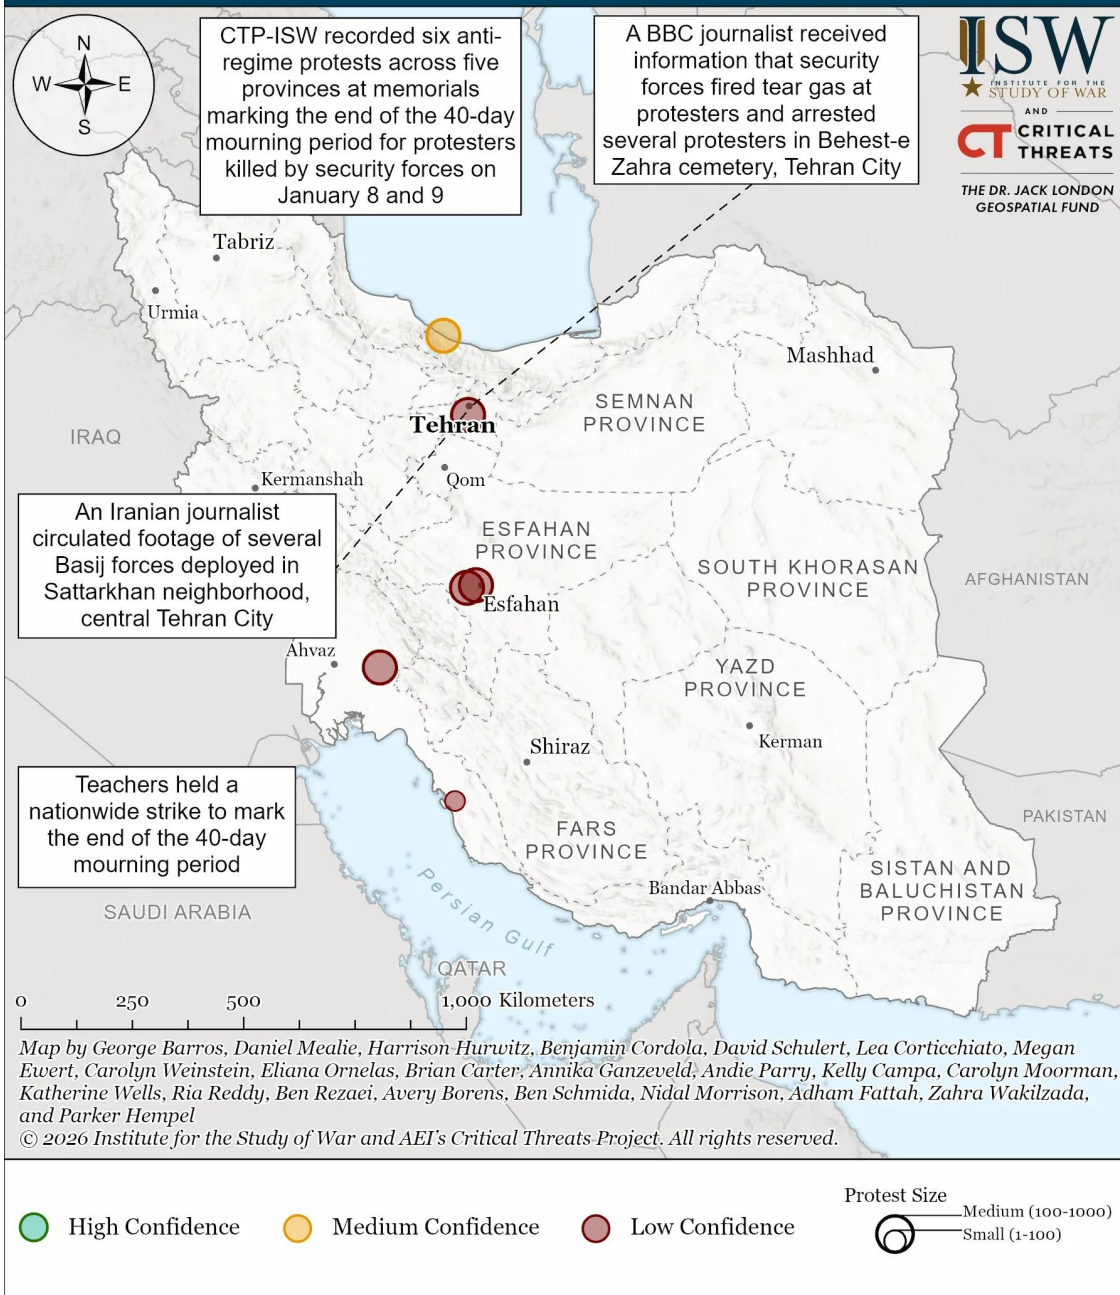 CTP-ISW recorded six anti-
regime protests across five
provinces at memorials
marking the end of the 40-day
mourning period for protesters
killed by security forces on
January 8 and 9
A BBC journalist received
information that security
forces fired tear gas at
protesters and arrested
several protesters in Behest-e
Zahra cemetery, Tehran City
ISW
INSTITUTE FOR THE
STUDY OF WAR
AND
CT CRITICAL
THREATS
THE DR. JACK LONDON
GEOSPATIAL FUND
N
W E
S
Tabriz
Urmia
Mashhad
SEMNAN
PROVINCE
Tehran
IRAQ
Kermanshah
Qom
An Iranian journalist
circulated footage of several
Basij forces deployed in
Sattarkhan neighborhood,
central Tehran City
ESFAHAN
PROVINCE
SOUTH KHORASAN
PROVINCE
AFGHANISTAN
Esfahan
Ahvaz
YAZD
PROVINCE
Kerman
Shiraz
Teachers held a
nationwide strike to mark
the end of the 40-day
mourning period
PAKISTAN
FARS
PROVINCE
SISTAN AND
BALUCHISTAN
PROVINCE
Bandar Abbas
SAUDI ARABIA
Persian Gulf
QATAR
0 250 500 1,000 Kilometers
Map by George Barros, Daniel Mealie, Harrison Hurwitz, Benjamin Cordola, David Schulert, Lea Corticchiato, Megan
Ewert, Carolyn Weinstein, Eliana Ornelas, Brian Carter, Annika Ganzeveld, Andie Parry, Kelly Campa, Carolyn Moorman,
Katherine Wells, Ria Reddy, Ben Rezaei, Avery Borens, Ben Schmida, Nidal Morrison, Adham Fattah, Zahra Wakilzada,
and Parker Hempel
© 2026 Institute for the Study of War and AEI's Critical Threats Project. All rights reserved.
High Confidence
Medium Confidence
Low Confidence
Protest Size
Medium (100-1000)
Small (1-100)